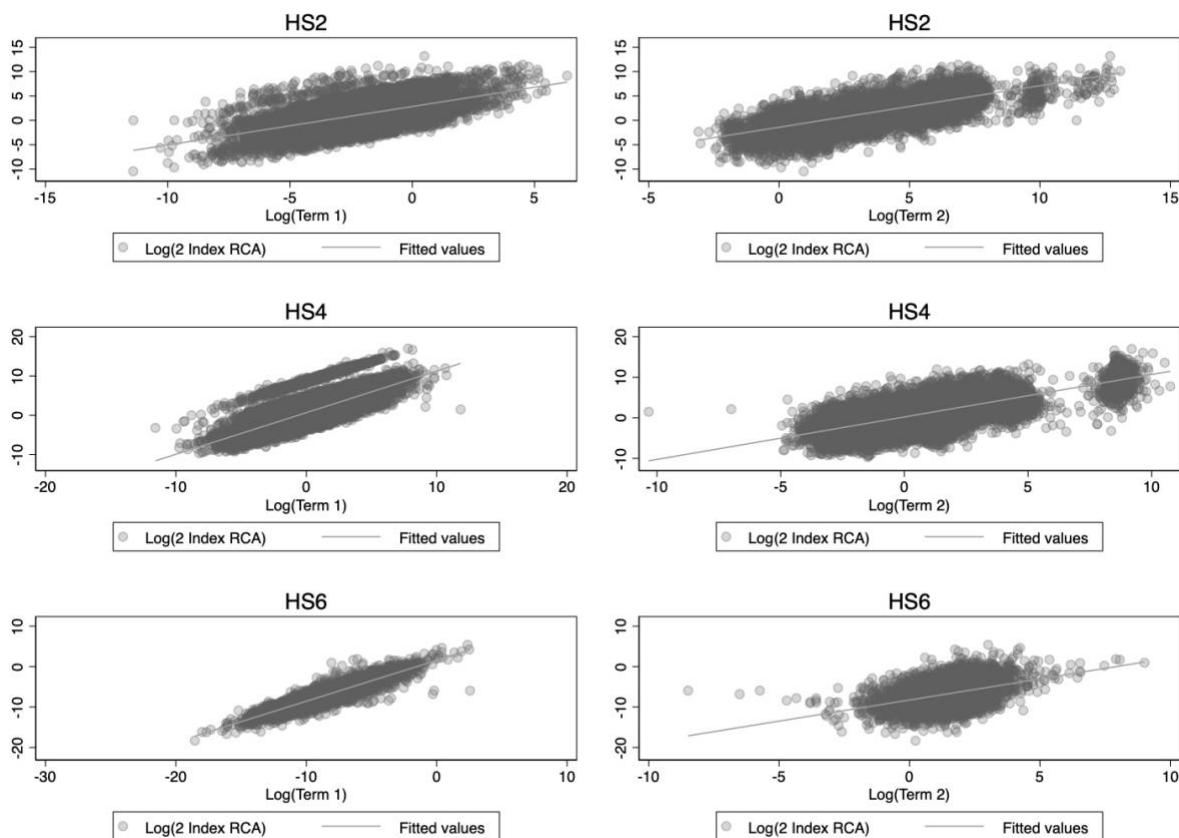 HS2
15
10
5
0
-5
-10
-15 -10 -5 0 5
Log(Term 1)
Log(2 Index RCA) Fitted values
HS2
15
10
5
0
-5
-10
-5 0 5 10 15
Log(Term 2)
Log(2 Index RCA) Fitted values
HS4
20
10
0
-10
-20 -10 0 10 20
Log(Term 1)
Log(2 Index RCA) Fitted values
HS4
20
10
0
-10
-10 -5 0 5 10
Log(Term 2)
Log(2 Index RCA) Fitted values
HS6
10
0
-10
-20
-30 -20 -10 0 10
Log(Term 1)
Log(2 Index RCA) Fitted values
HS6
10
0
-10
-20
-10 -5 0 5 10
Log(Term 2)
Log(2 Index RCA) Fitted values